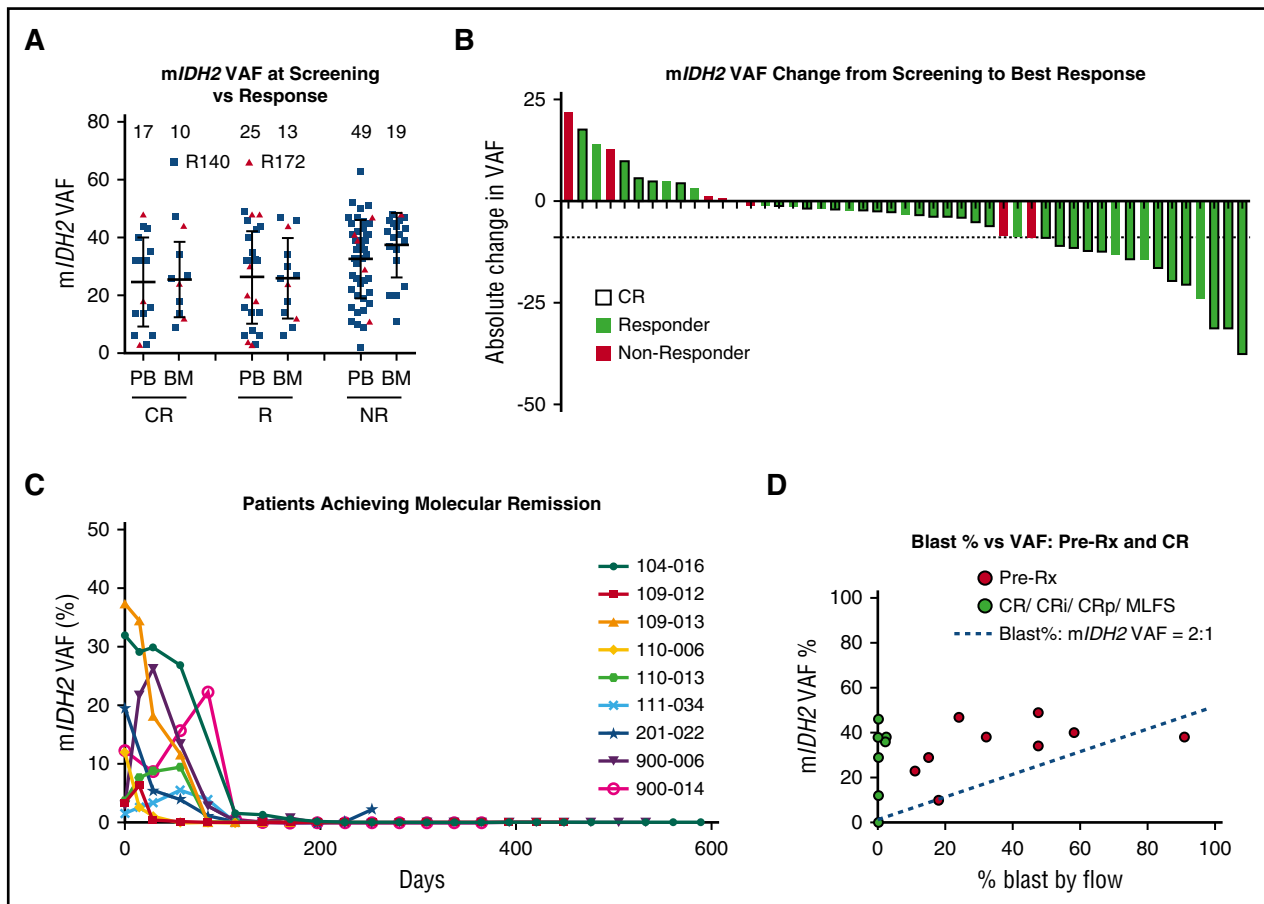 A
mIDH2 VAF at Screening
vs Response
80
60
40
20
0
mIDH2 VAF
17 10 25 13 49 19
R140 R172
PB BM PB BM PB BM
CR R NR
B
mIDH2 VAF Change from Screening to Best Response
25
0
-25
-50
Absolute change in VAF
CR
Responder
Non-Responder
C
Patients Achieving Molecular Remission
50
40
30
20
10
0
mIDH2 VAF (%)
0 200 400 600
Days
104-016
109-012
109-013
110-006
110-013
111-034
201-022
900-006
900-014
D
Blast % vs VAF: Pre-Rx and CR
Pre-Rx
CR/ CRi/ CRp/ MLFS
Blast%: mIDH2 VAF = 2:1
100
80
60
40
20
0
mIDH2 VAF %
0 20 40 60 80 100
% blast by flow